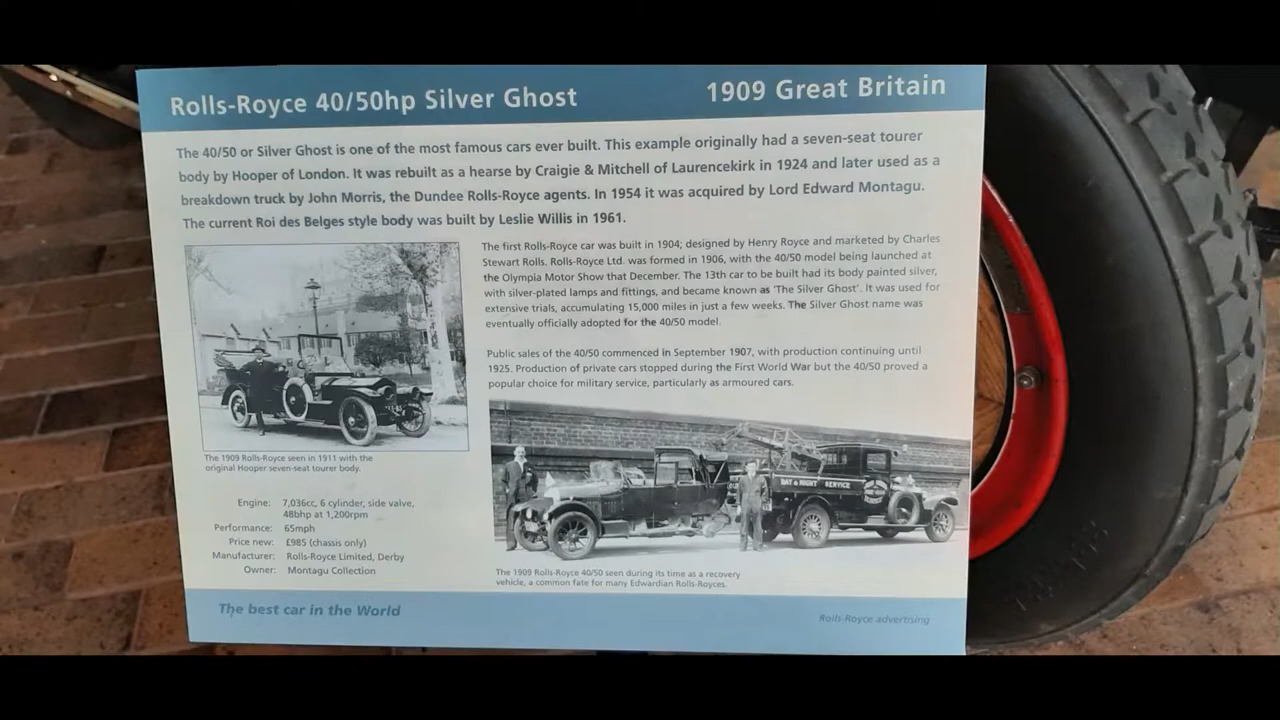 Rolls-Royce 40/50hp Silver Ghost
1909 Great Britain
The 40/50 or Silver Ghost is one of the most famous cars ever built. This example originally had a seven-seat tourer
body by Hooper of London. It was rebuilt as a hearse by Craigie & Mitchell of Laurencekirk in 1924 and later used as a
breakdown truck by John Morris, the Dundee Rolls-Royce agents. In 1954 it was acquired by Lord Edward Montagu.
The current Roi des Belges style body was built by Leslie Willis in 1961.
The first Rolls-Royce car was built in 1904; designed by Henry Royce and marketed by Charles
Stewart Rolls. Rolls-Royce Ltd. was formed in 1906, with the 40/50 model being launched at
the Olympia Motor Show that December. The 13th car to be built had its body painted silver,
with silver-plated lamps and fittings, and became known as 'The Silver Ghost'. It was used for
extensive trials, accumulating 15,000 miles in just a few weeks. The Silver Ghost name was
eventually officially adopted for the 40/50 model.
Public sales of the 40/50 commenced in September 1907, with production continuing until
1925. Production of private cars stopped during the First World War but the 40/50 proved a
popular choice for military service, particularly as armoured cars.
The 1909 Rolls-Royce seen in 1911 with the
original Hooper seven-seat tourer body.
Engine: 7,036cc, 6 cylinder, side valve,
48bhp at 1,200rpm
Performance: 65mph
Price new: £985 (chassis only)
Manufacturer: Rolls-Royce Limited, Derby
Owner: Montagu Collection
DAY & NIGHT SERVICE
The 1909 Rolls-Royce 40/50 seen during its time as a recovery
vehicle, a common fate for many Edwardian Rolls-Royces.
The best car in the World
Rolls-Royce advertising